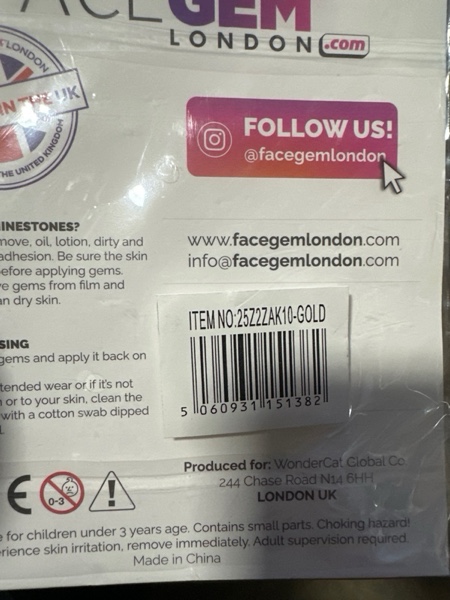 ACEGEM
LONDON.com
LONDON
IN THE UK
THE UNITED KINGDOM
FOLLOW US!
@facegemlondon
www.facegemlondon.com
info@facegemlondon.com
INESTONES?
move, oil, lotion, dirty and
adhesion. Be sure the skin
efore applying gems.
e gems from film and
an dry skin.
ITEM NO:25Z2ZAK10-GOLD
5 060931 151382
SING
gems and apply it back on
tended wear or if it's not
n or to your skin, clean the
with a cotton swab dipped
CE
0-3
Produced for: WonderCat Global Co
244 Chase Road N14 6HH
LONDON UK
e for children under 3 years age. Contains small parts. Choking hazard!
rience skin irritation, remove immediately. Adult supervision required.
Made in China